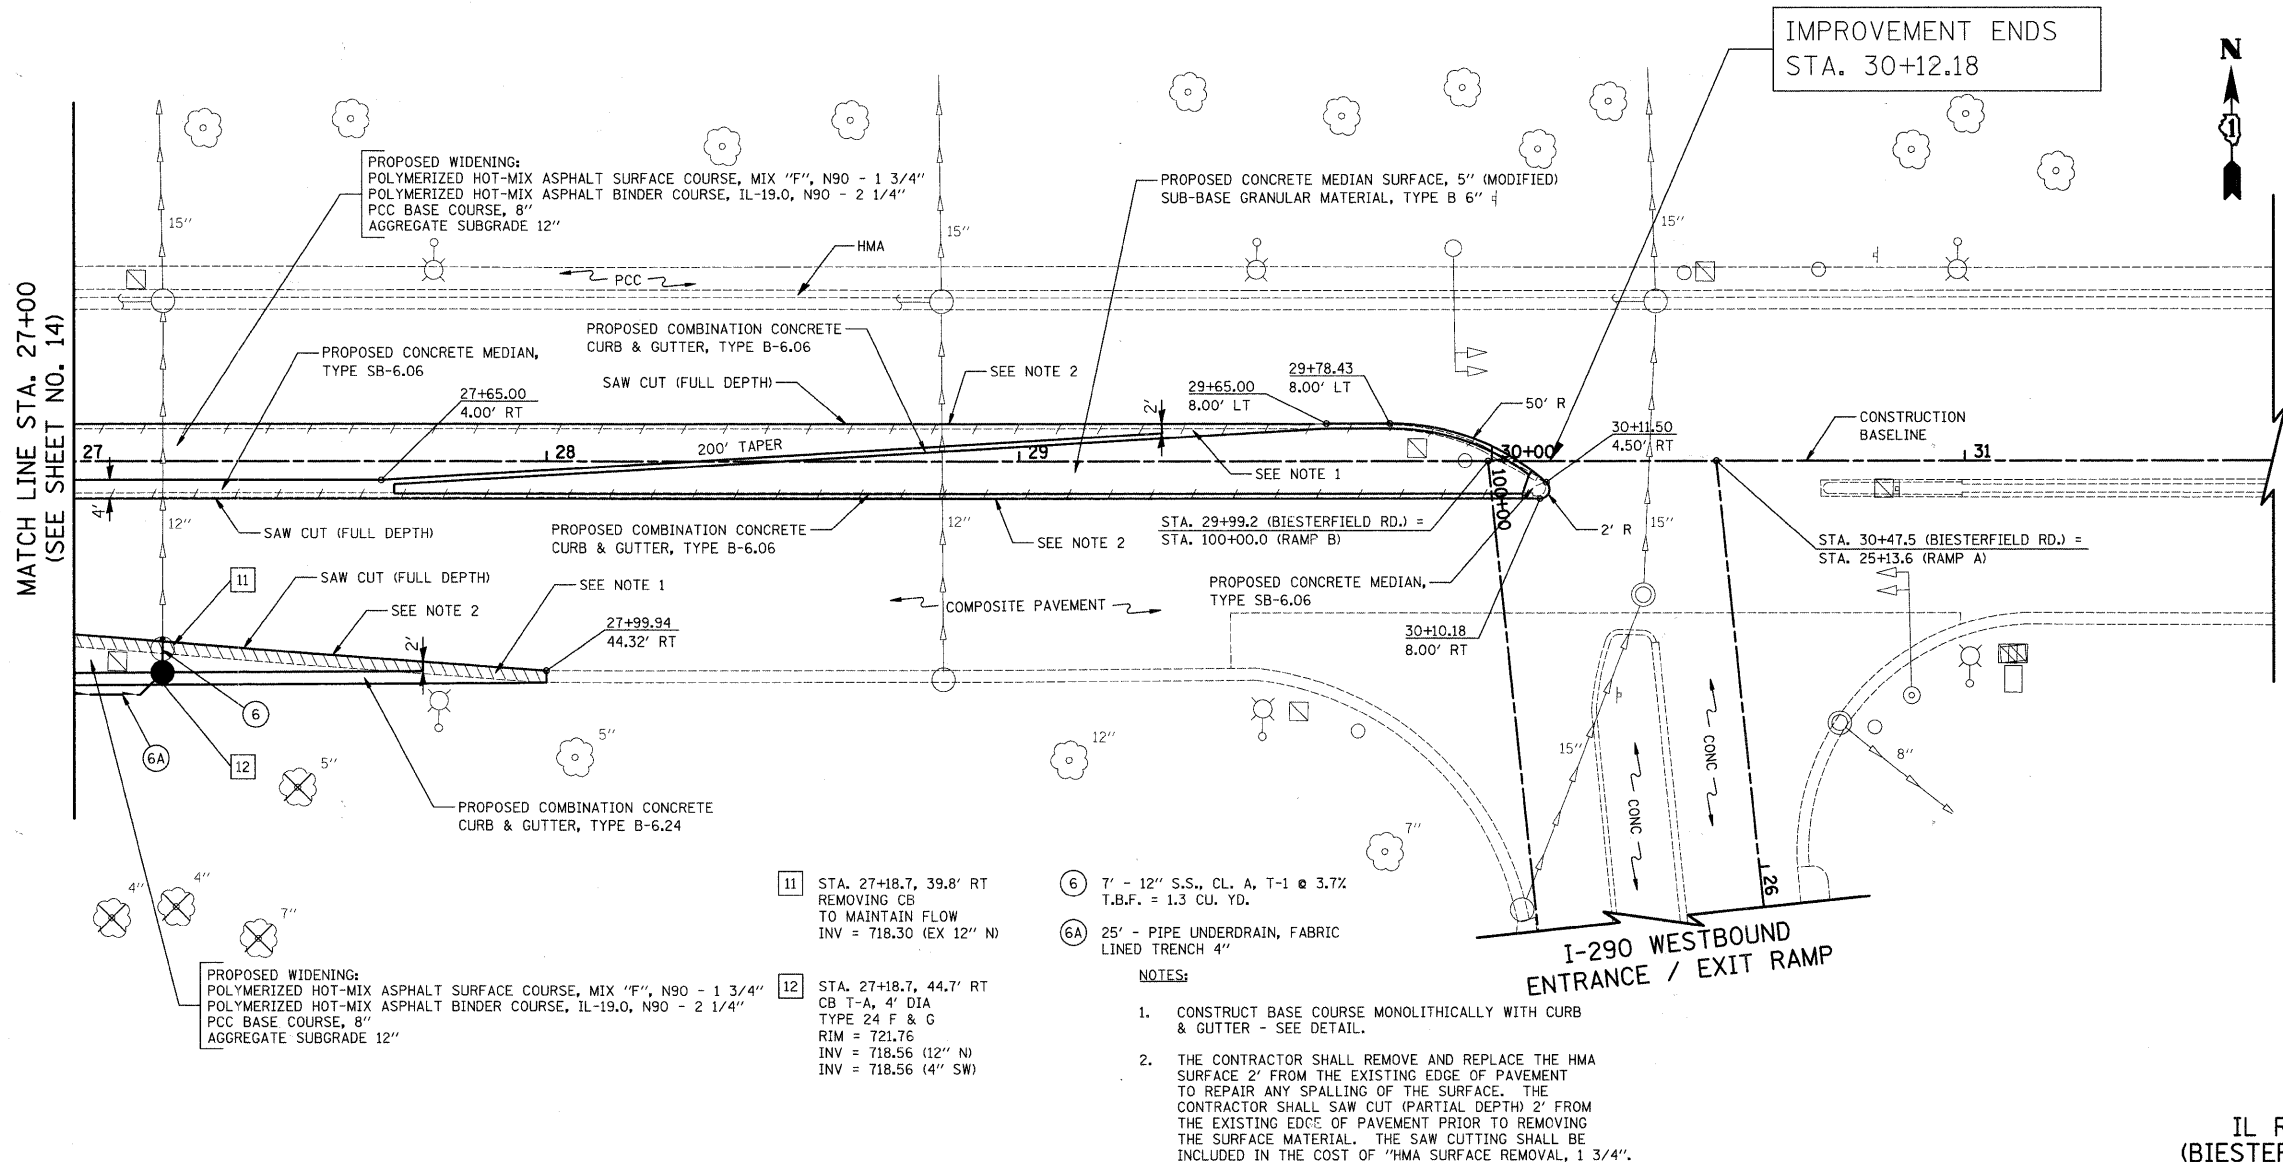 IMPROVEMENT ENDS
STA. 30+12.18
N
1
PROPOSED WIDENING:
POLYMERIZED HOT-MIX ASPHALT SURFACE COURSE, MIX "F", N90 - 1 3/4"
POLYMERIZED HOT-MIX ASPHALT BINDER COURSE, IL-19.0, N90 - 2 1/4"
PCC BASE COURSE, 8"
AGGREGATE SUBGRADE 12"
PROPOSED CONCRETE MEDIAN SURFACE, 5" (MODIFIED)
SUB-BASE GRANULAR MATERIAL, TYPE B 6"
15"
15"
15"
HMA
PCC
MATCH LINE STA. 27+00
(SEE SHEET NO. 14)
PROPOSED COMBINATION CONCRETE
CURB & GUTTER, TYPE B-6.06
PROPOSED CONCRETE MEDIAN,
TYPE SB-6.06
SAW CUT (FULL DEPTH)
SEE NOTE 2
27+65.00
4.00' RT
29+65.00
8.00' LT
29+78.43
8.00' LT
50' R
2'
CONSTRUCTION
BASELINE
30+11.50
4.50' RT
27
28
200' TAPER
29
30+00
31
SEE NOTE 1
100+00
4'
12"
12"
15"
SAW CUT (FULL DEPTH)
PROPOSED COMBINATION CONCRETE
CURB & GUTTER, TYPE B-6.06
SEE NOTE 2
STA. 29+99.2 (BIESTERFIELD RD.) =
STA. 100+00.0 (RAMP B)
2' R
STA. 30+47.5 (BIESTERFIELD RD.) =
STA. 25+13.6 (RAMP A)
11
SAW CUT (FULL DEPTH)
SEE NOTE 1
SEE NOTE 2
PROPOSED CONCRETE MEDIAN,
TYPE SB-6.06
COMPOSITE PAVEMENT
27+99.94
44.32' RT
30+10.18
8.00' RT
2'
6
6A
12
5"
5"
12"
15"
8"
CONC
CONC
PROPOSED COMBINATION CONCRETE
CURB & GUTTER, TYPE B-6.24
7"
4"
4"
7"
26
I-290 WESTBOUND
ENTRANCE / EXIT RAMP
PROPOSED WIDENING:
POLYMERIZED HOT-MIX ASPHALT SURFACE COURSE, MIX "F", N90 - 1 3/4"
POLYMERIZED HOT-MIX ASPHALT BINDER COURSE, IL-19.0, N90 - 2 1/4"
PCC BASE COURSE, 8"
AGGREGATE SUBGRADE 12"
11 STA. 27+18.7, 39.8' RT
REMOVING CB
TO MAINTAIN FLOW
INV = 718.30 (EX 12" N)
12 STA. 27+18.7, 44.7' RT
CB T-A, 4' DIA
TYPE 24 F & G
RIM = 721.76
INV = 718.56 (12" N)
INV = 718.56 (4" SW)
6 7' - 12" S.S., CL. A, T-1 @ 3.7%
T.B.F. = 1.3 CU. YD.
6A 25' - PIPE UNDERDRAIN, FABRIC
LINED TRENCH 4"
NOTES:
1. CONSTRUCT BASE COURSE MONOLITHICALLY WITH CURB
& GUTTER - SEE DETAIL.
2. THE CONTRACTOR SHALL REMOVE AND REPLACE THE HMA
SURFACE 2' FROM THE EXISTING EDGE OF PAVEMENT
TO REPAIR ANY SPALLING OF THE SURFACE. THE
CONTRACTOR SHALL SAW CUT (PARTIAL DEPTH) 2' FROM
THE EXISTING EDGE OF PAVEMENT PRIOR TO REMOVING
THE SURFACE MATERIAL. THE SAW CUTTING SHALL BE
INCLUDED IN THE COST OF "HMA SURFACE REMOVAL, 1 3/4".
IL R
(BIESTER